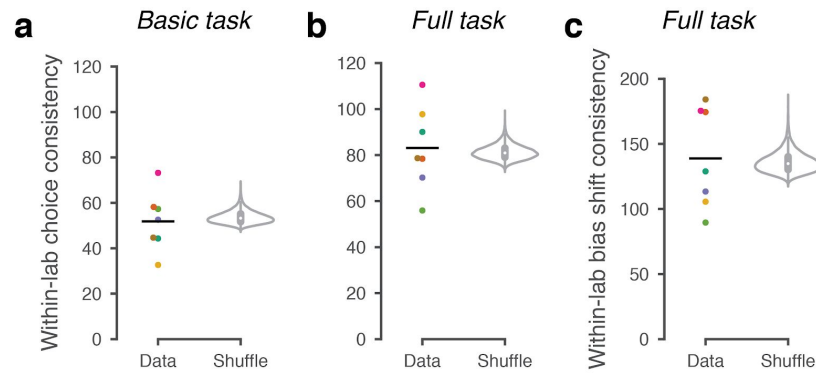 a
Basic task
Within-lab choice consistency
120
100
80
60
40
20
0
Data
Shuffle
b
Full task
120
100
80
60
40
20
0
Data
Shuffle
c
Full task
Within-lab bias shift consistency
200
150
100
50
0
Data
Shuffle